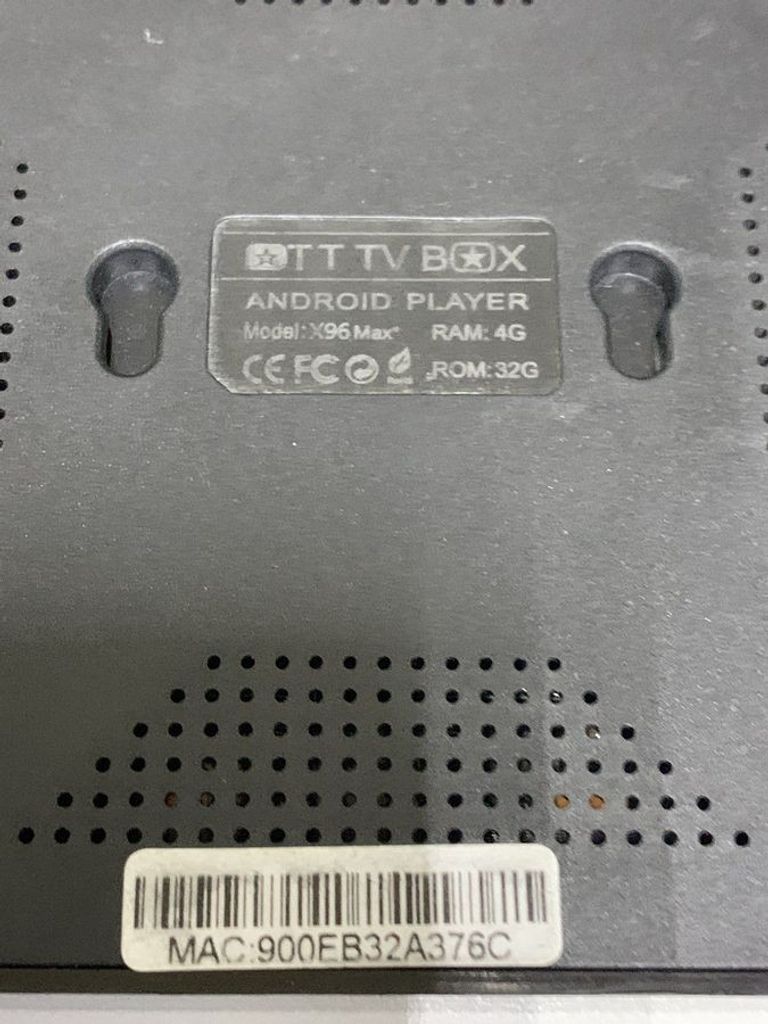 OTT TV BOX
ANDROID PLAYER
Model: X96 Max+ RAM: 4G
CE FC ROM: 32G
MAC:900EB32A376C